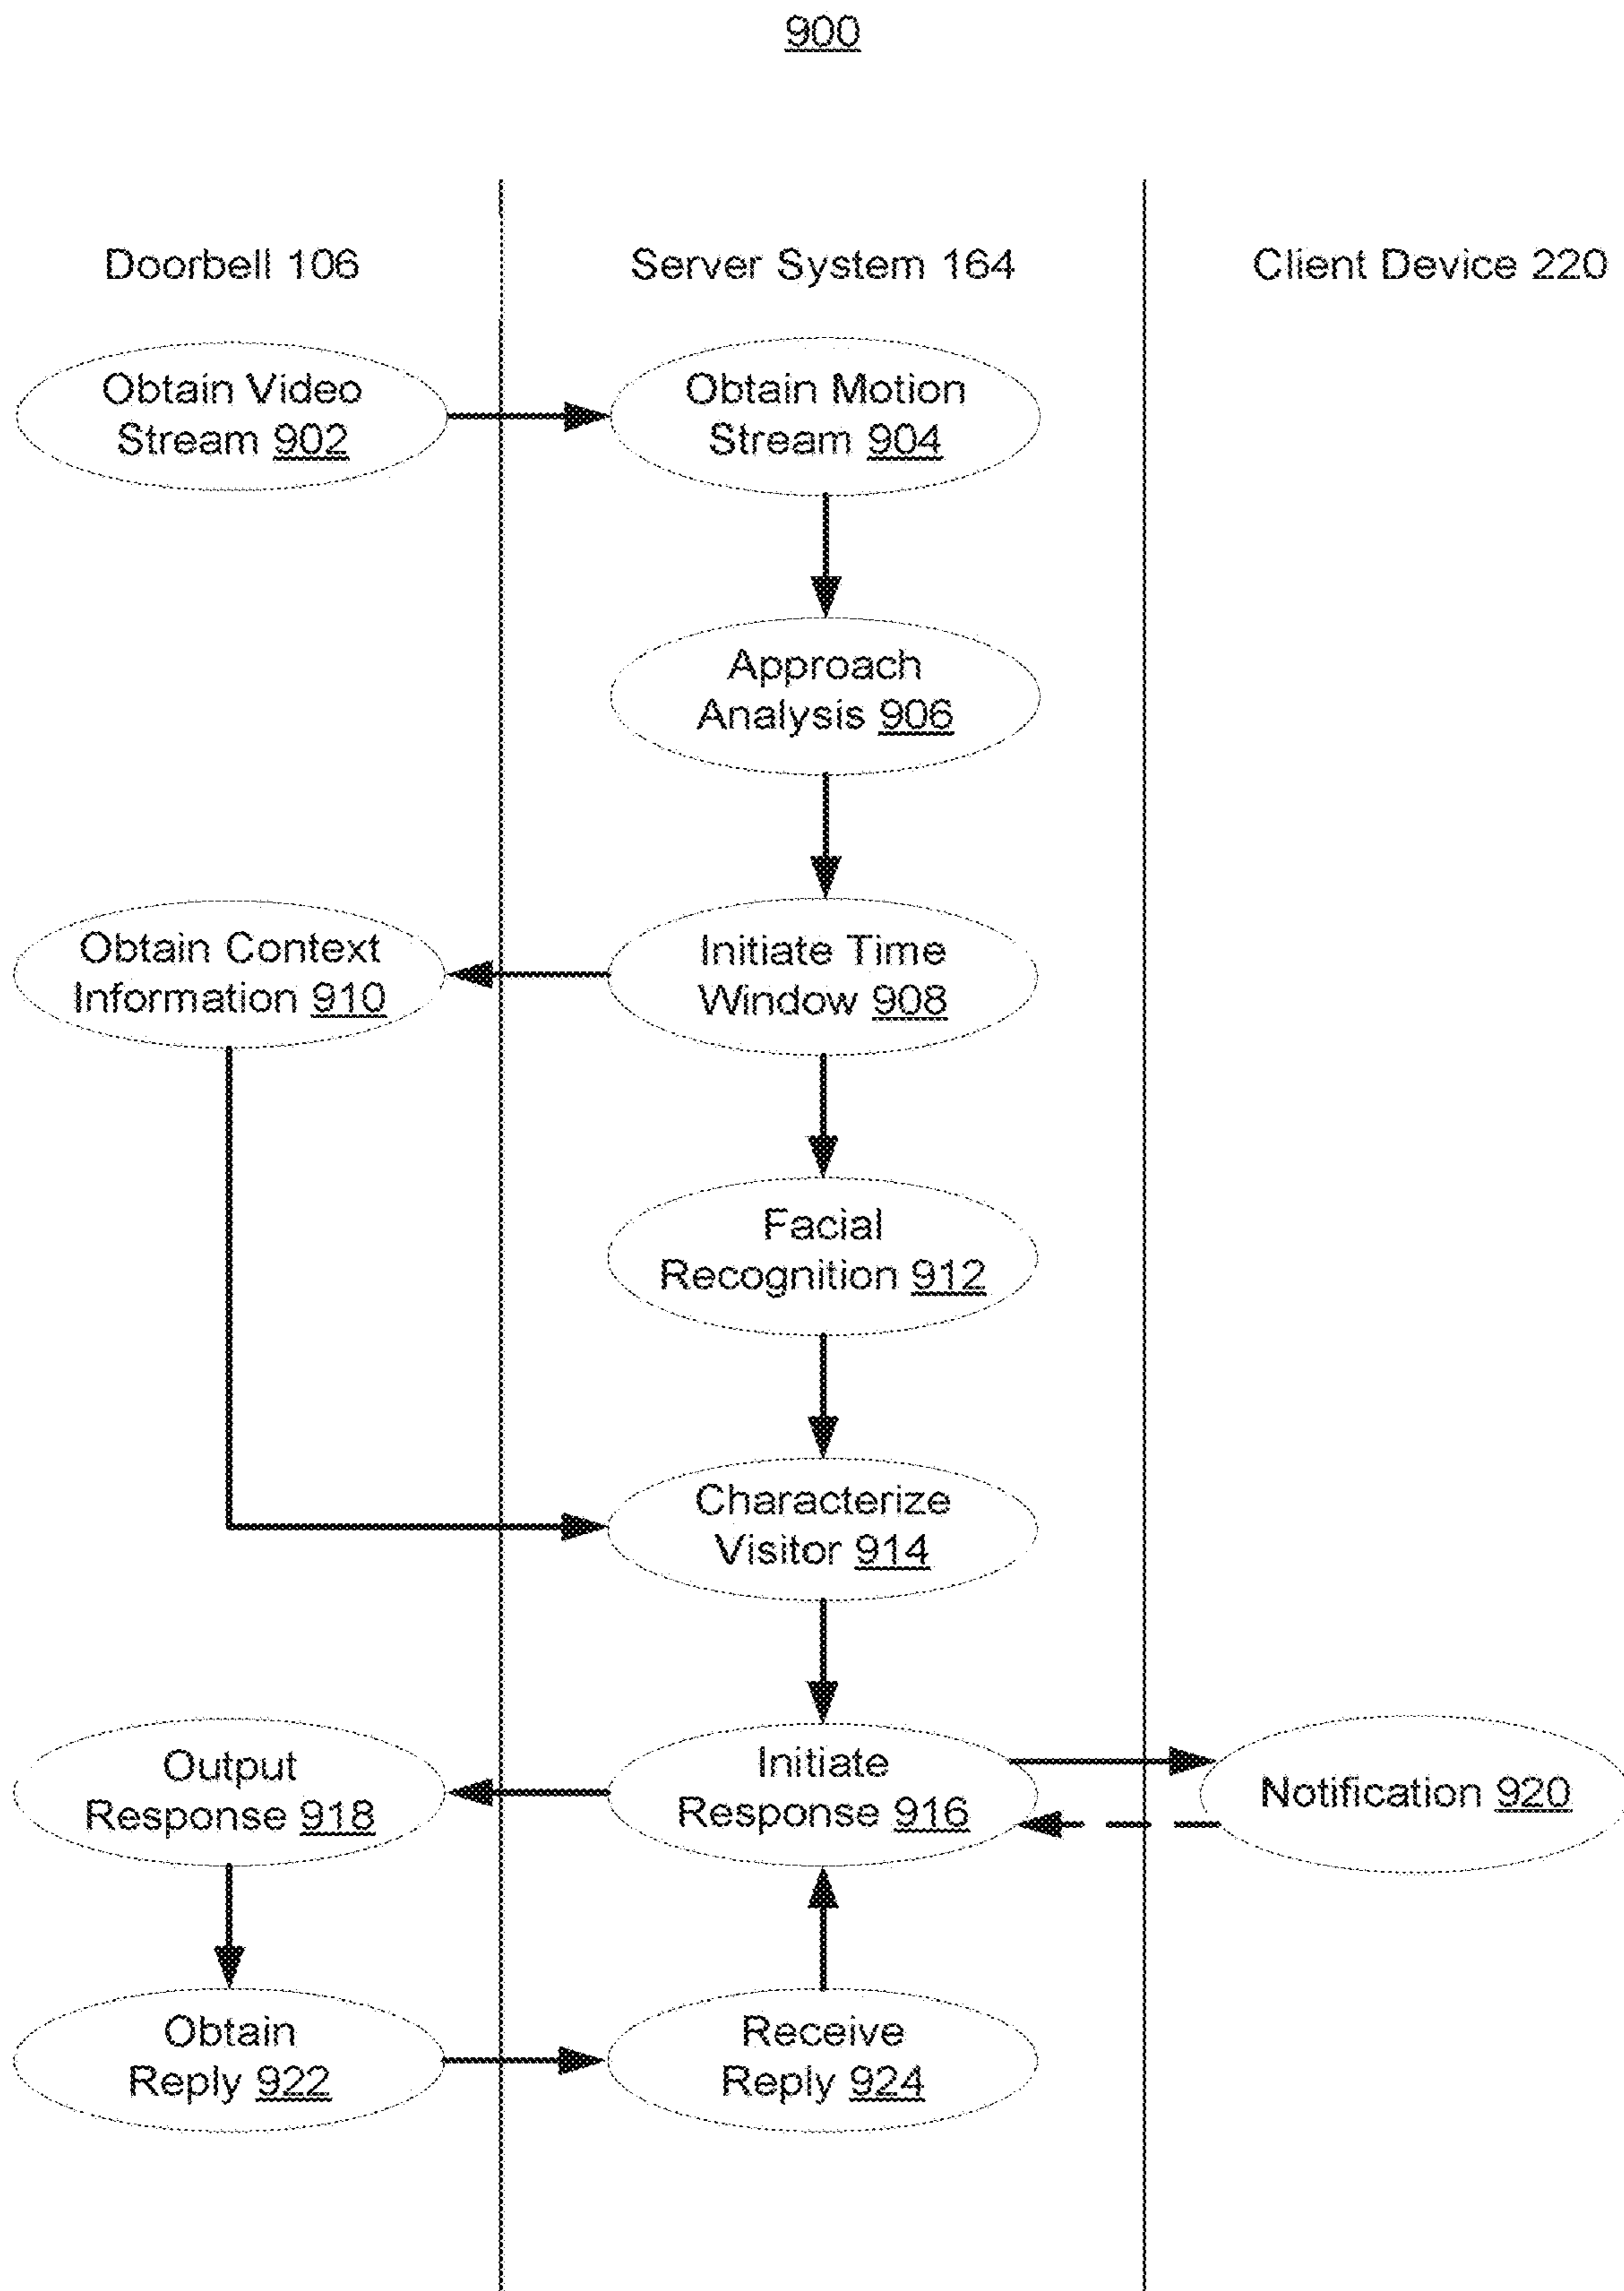 900
Doorbell 106
Server System 164
Client Device 220
Obtain Video
Stream 902
Obtain Motion
Stream 904
Approach
Analysis 906
Obtain Context
Information 910
Initiate Time
Window 908
Facial
Recognition 912
Characterize
Visitor 914
Output
Response 918
Initiate
Response 916
Notification 920
Obtain
Reply 922
Receive
Reply 924